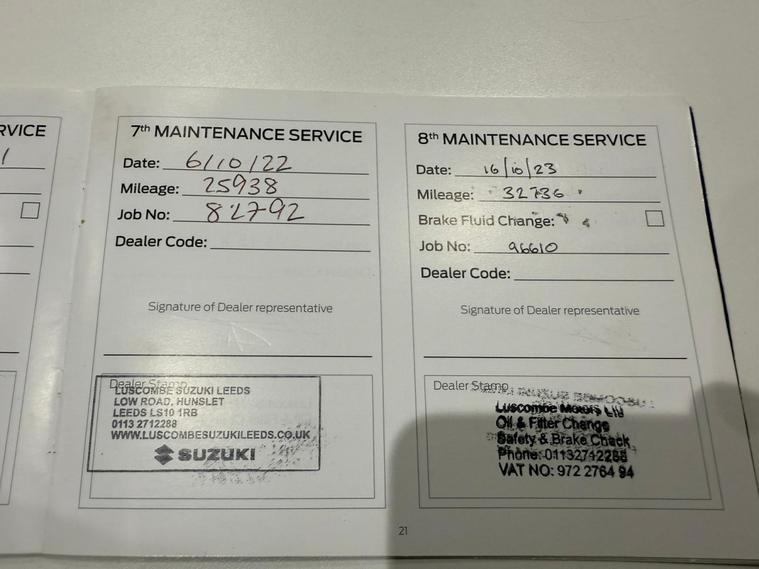 RVICE
7th MAINTENANCE SERVICE
Date: 6/10/22
Mileage: 25938
Job No: 82792
Dealer Code:
Signature of Dealer representative
Dealer Stamp
LUSCOMBE SUZUKI LEEDS
LOW ROAD, HUNSLET
LEEDS LS10 1RB
0113 2712288
WWW.LUSCOMBESUZUKILEEDS.CO.UK
SUZUKI
8th MAINTENANCE SERVICE
Date: 16/10/23
Mileage: 32736
Brake Fluid Change:
Job No: 96610
Dealer Code:
Signature of Dealer representative
Dealer Stamp
Luscombe Motors Ltd
Oil & Filter Change
Safety & Brake Check
Phone: 01132712288
VAT NO: 972 2764 94
21